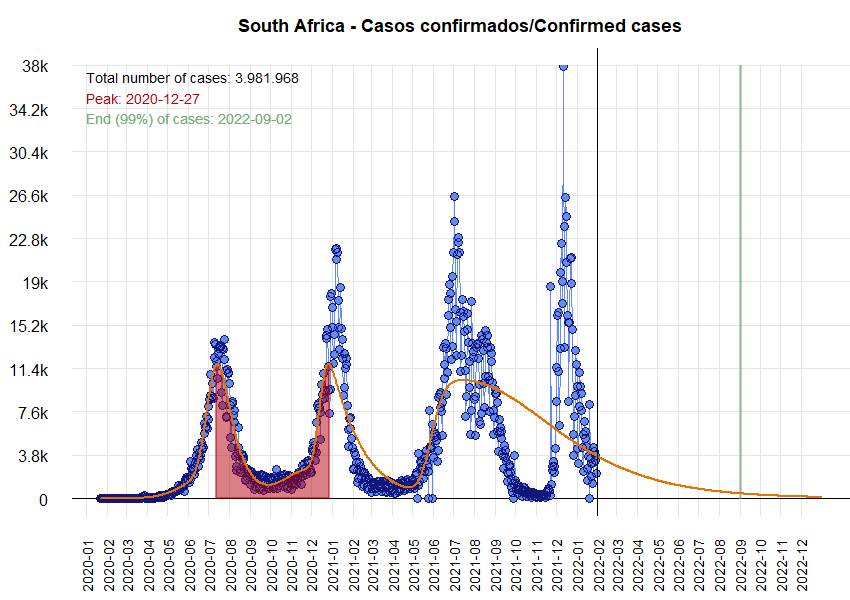 South Africa - Casos confirmados/Confirmed cases
38k
Total number of cases: 3.981.968
Peak: 2020-12-27
End (99%) of cases: 2022-09-02
34.2k
30.4k
26.6k
22.8k
19k
15.2k
11.4k
7.6k
3.8k
0
2020-01
2020-02
2020-03
2020-04
2020-05
2020-06
2020-07
2020-08
2020-09
2020-10
2020-11
2020-12
2021-01
2021-02
2021-03
2021-04
2021-05
2021-06
2021-07
2021-08
2021-09
2021-10
2021-11
2021-12
2022-01
2022-02
2022-03
2022-04
2022-05
2022-06
2022-07
2022-08
2022-09
2022-10
2022-11
2022-12